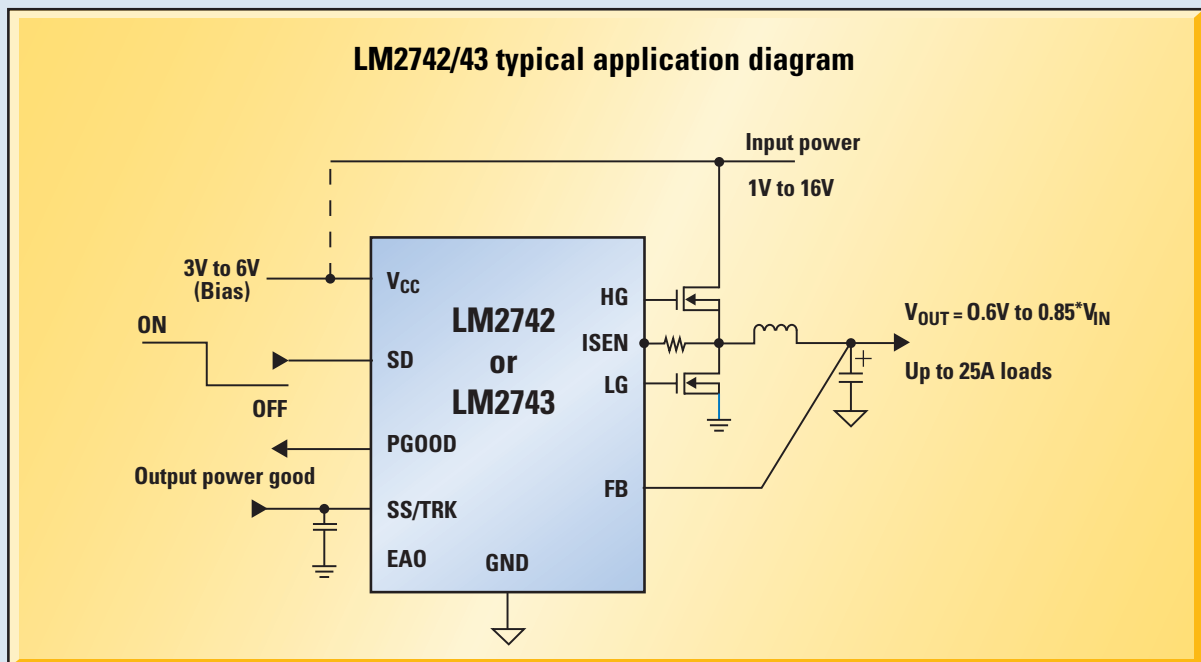 LM2742/43 typical application diagram
Input power
1V to 16V
3V to 6V
(Bias)
VCC
ON
SD
OFF
PGOOD
Output power good
SS/TRK
EAO
GND
LM2742
or
LM2743
HG
ISEN
LG
FB
VOUT = 0.6V to 0.85*VIN
Up to 25A loads
+